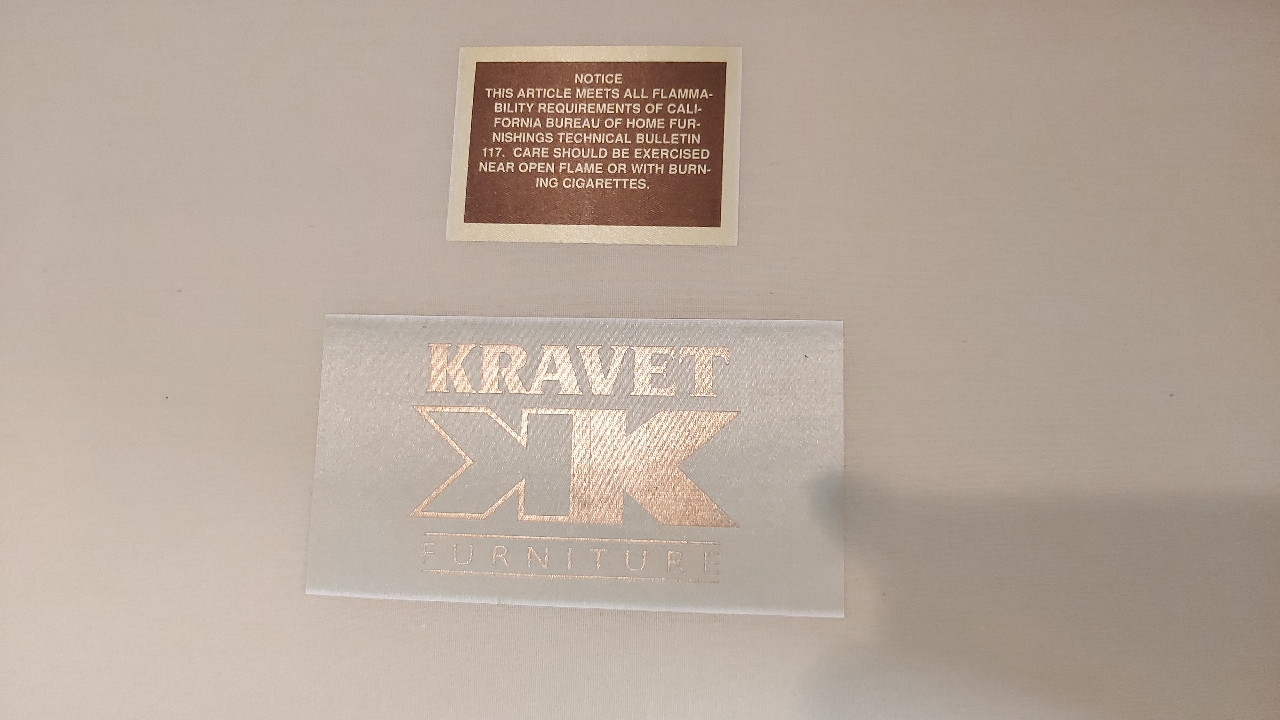 NOTICE
THIS ARTICLE MEETS ALL FLAMMA-
BILITY REQUIREMENTS OF CALI-
FORNIA BUREAU OF HOME FUR-
NISHINGS TECHNICAL BULLETIN
117. CARE SHOULD BE EXERCISED
NEAR OPEN FLAME OR WITH BURN-
ING CIGARETTES.
KRAVET
KK
FURNITURE